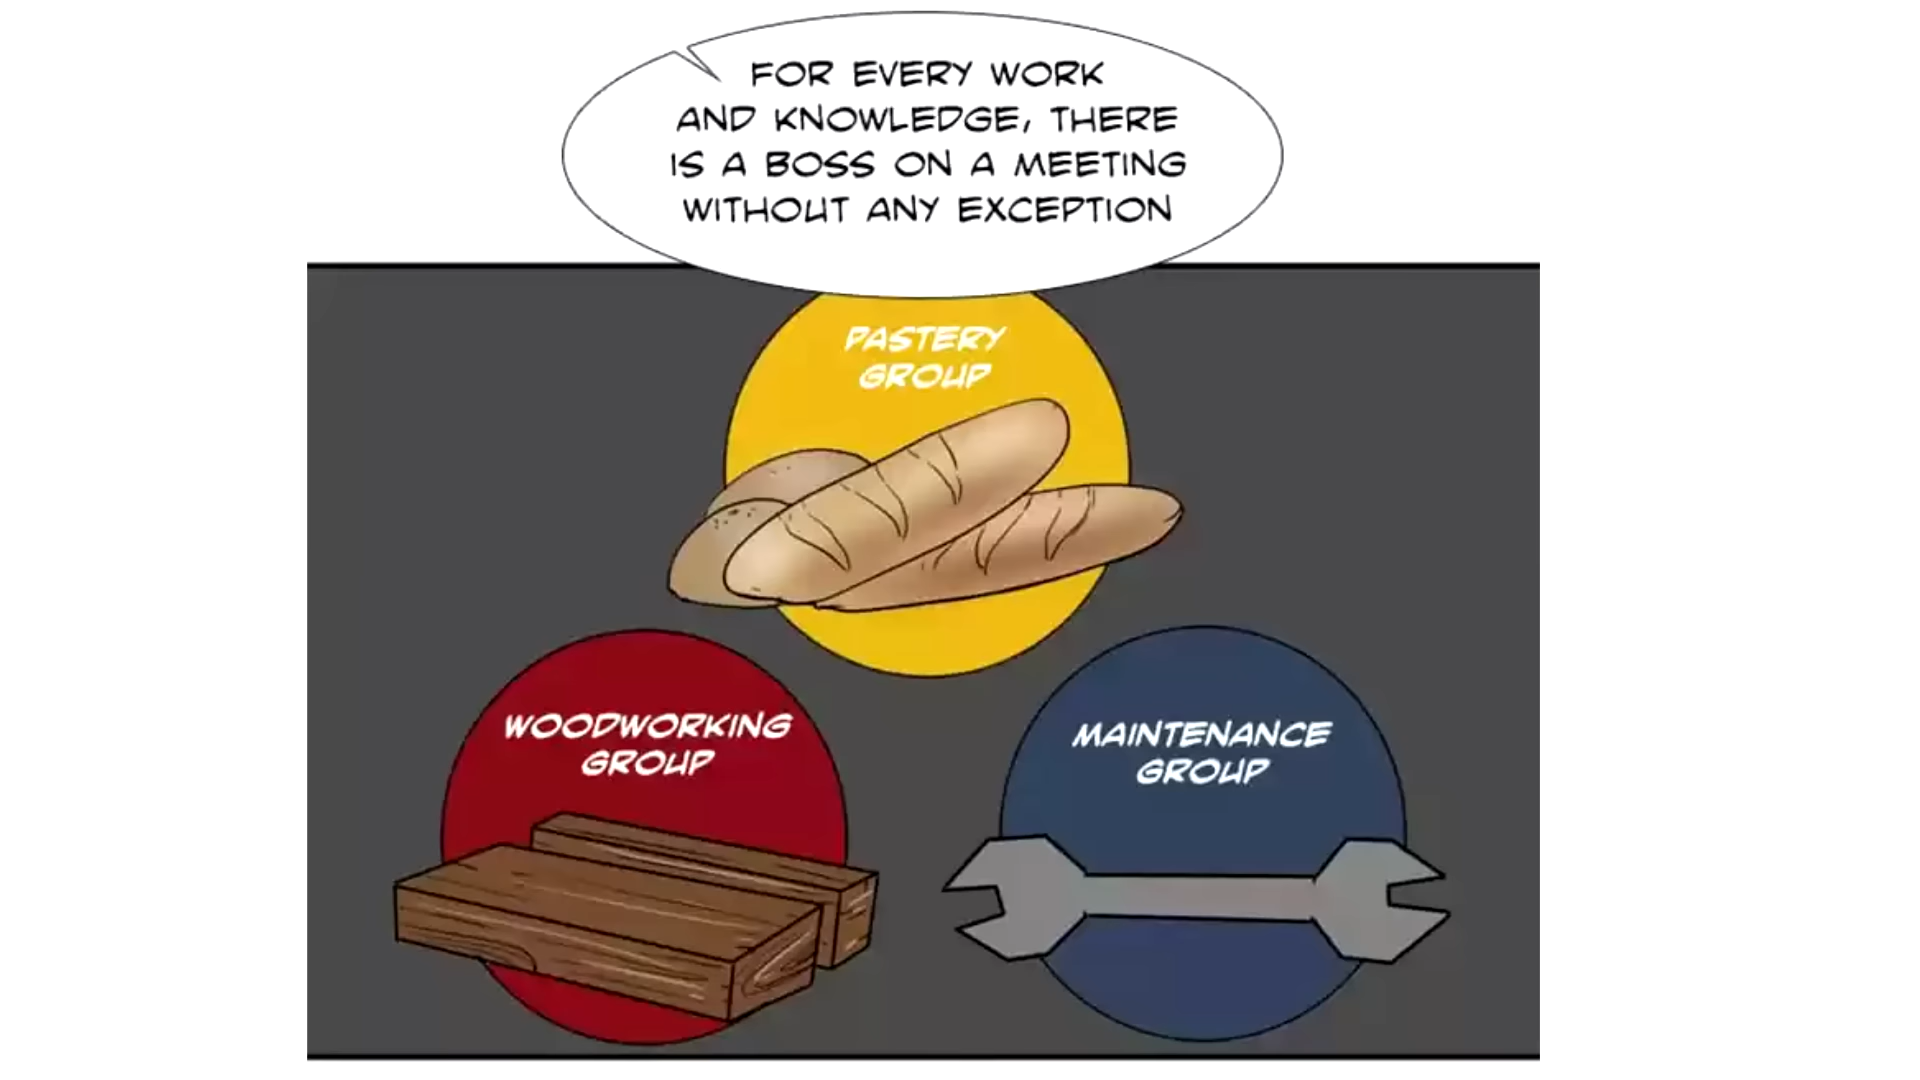 FOR EVERY WORK
AND KNOWLEDGE, THERE
IS A BOSS ON A MEETING
WITHOUT ANY EXCEPTION
PASTERY
GROUP
WOODWORKING
GROUP
MAINTENANCE
GROUP